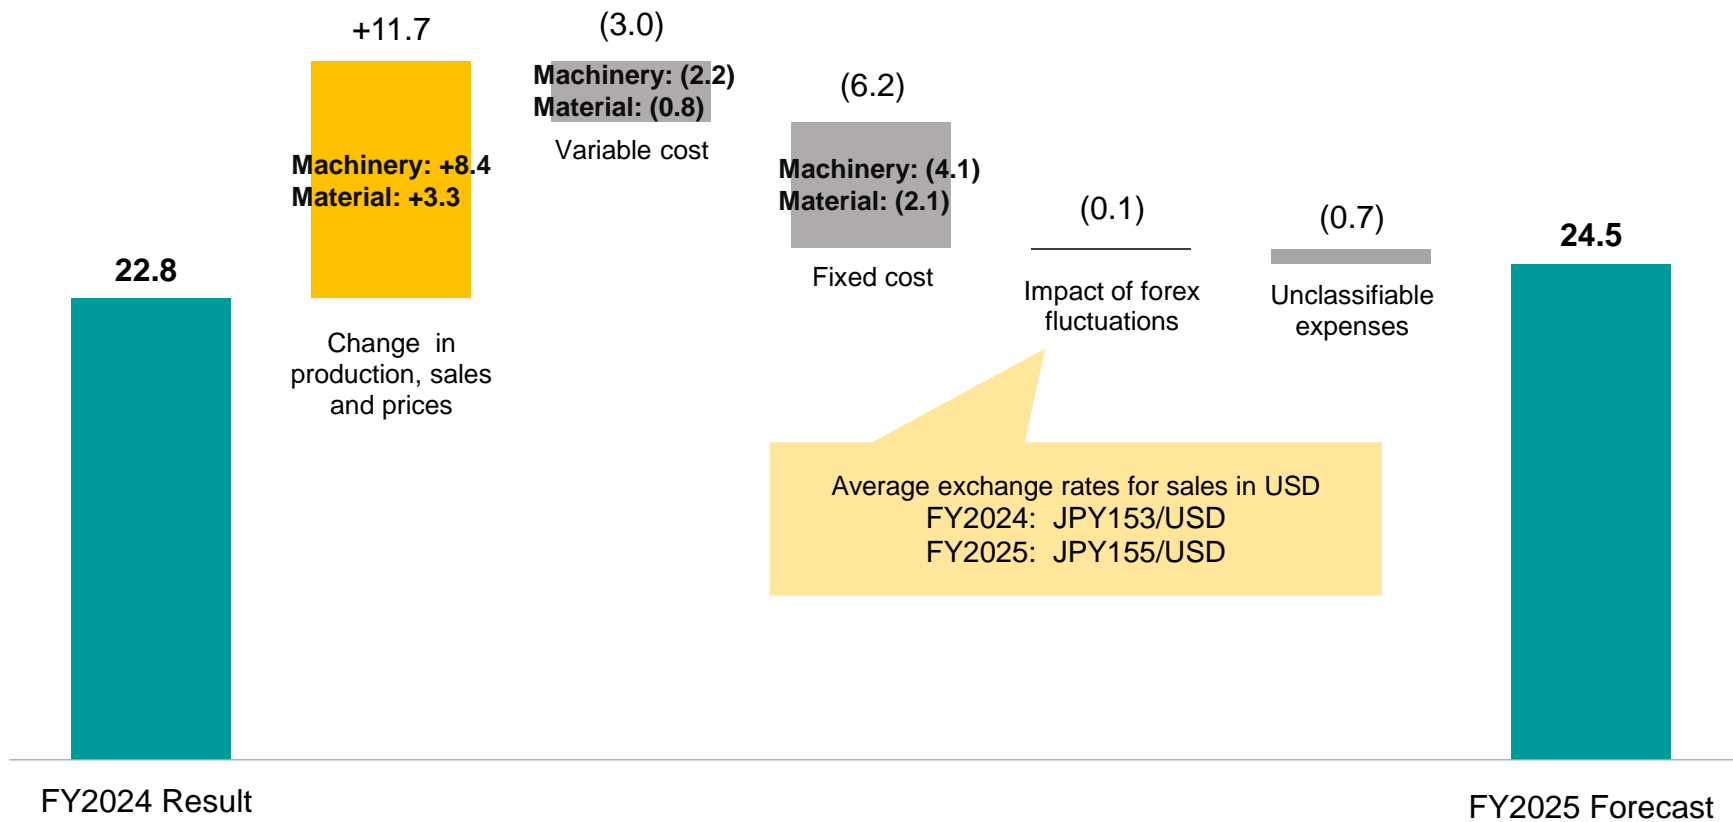 22.8
+11.7
Machinery: +8.4
Material: +3.3
Change in
production, sales
and prices
(3.0)
Machinery: (2.2)
Material: (0.8)
Variable cost
(6.2)
Machinery: (4.1)
Material: (2.1)
Fixed cost
(0.1)
Impact of forex
fluctuations
(0.7)
Unclassifiable
expenses
24.5
Average exchange rates for sales in USD
FY2024: JPY153/USD
FY2025: JPY155/USD
FY2024 Result
FY2025 Forecast